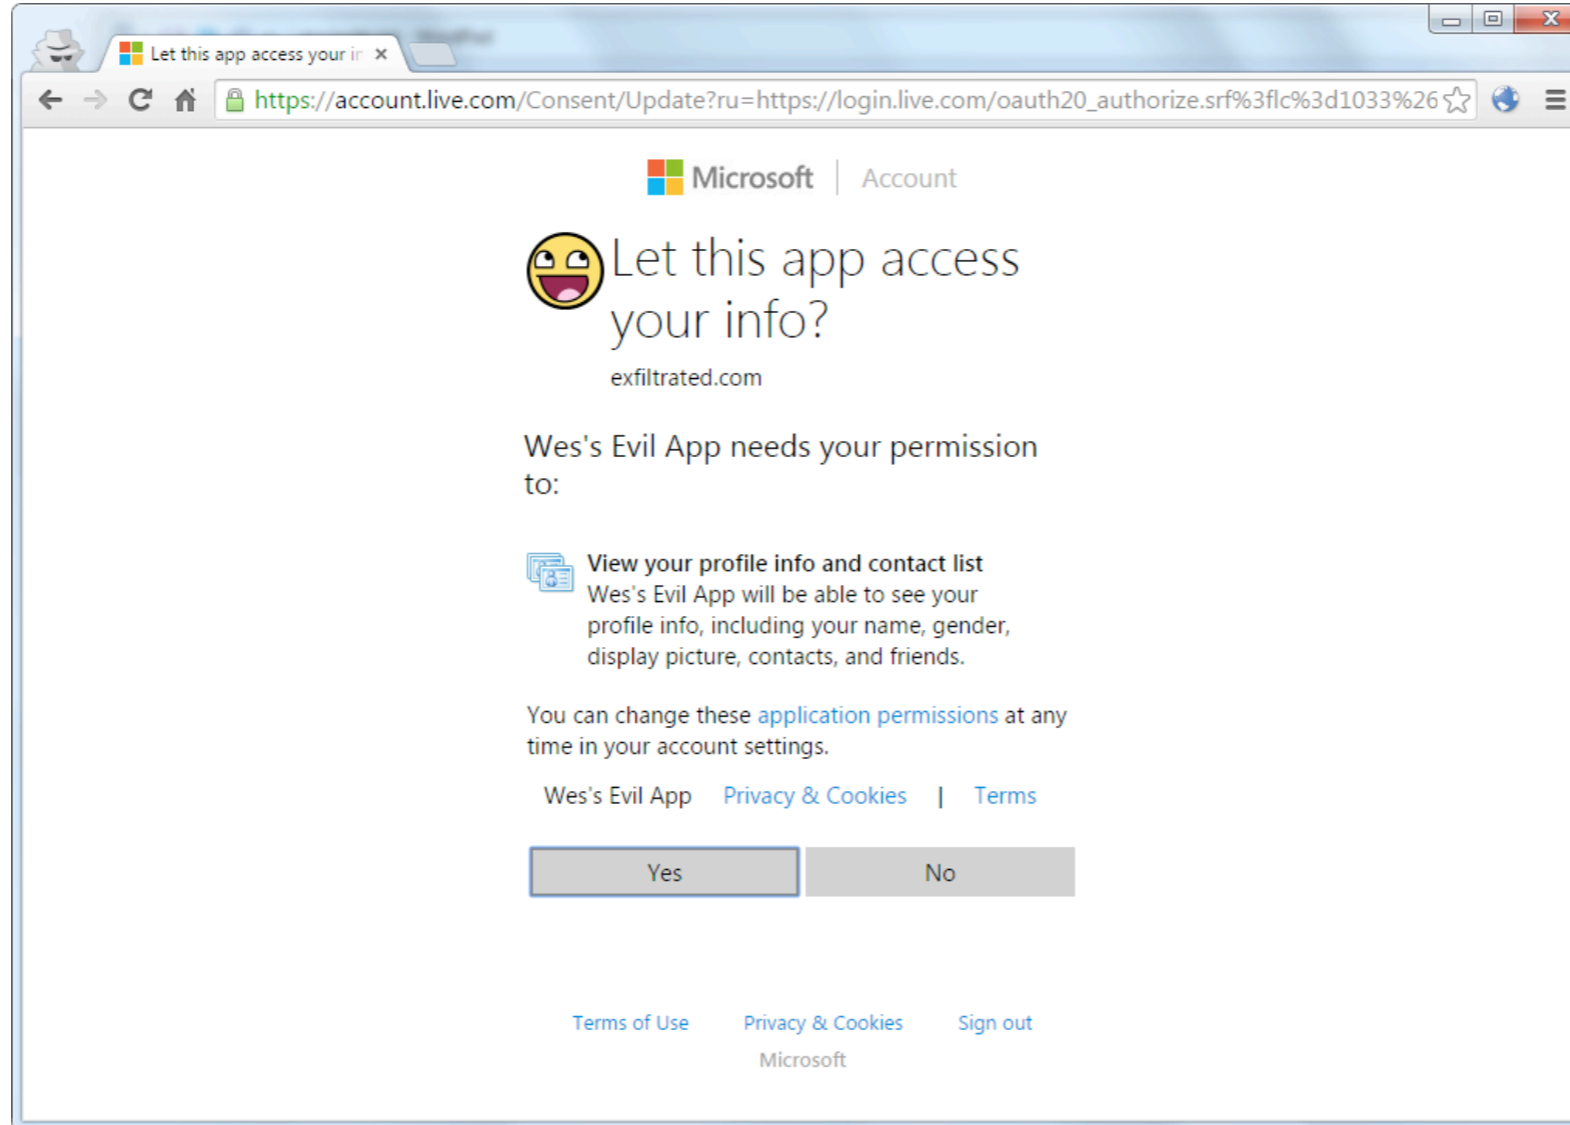 Let this app access your in
https://account.live.com/Consent/Update?ru=https://login.live.com/oauth20_authorize.srf%3flc%3d1033%26
Microsoft | Account
Let this app access
your info?
exfiltrated.com
Wes's Evil App needs your permission
to:
View your profile info and contact list
Wes's Evil App will be able to see your
profile info, including your name, gender,
display picture, contacts, and friends.
You can change these application permissions at any
time in your account settings.
Wes's Evil App Privacy & Cookies | Terms
Yes No
Terms of Use Privacy & Cookies Sign out
Microsoft